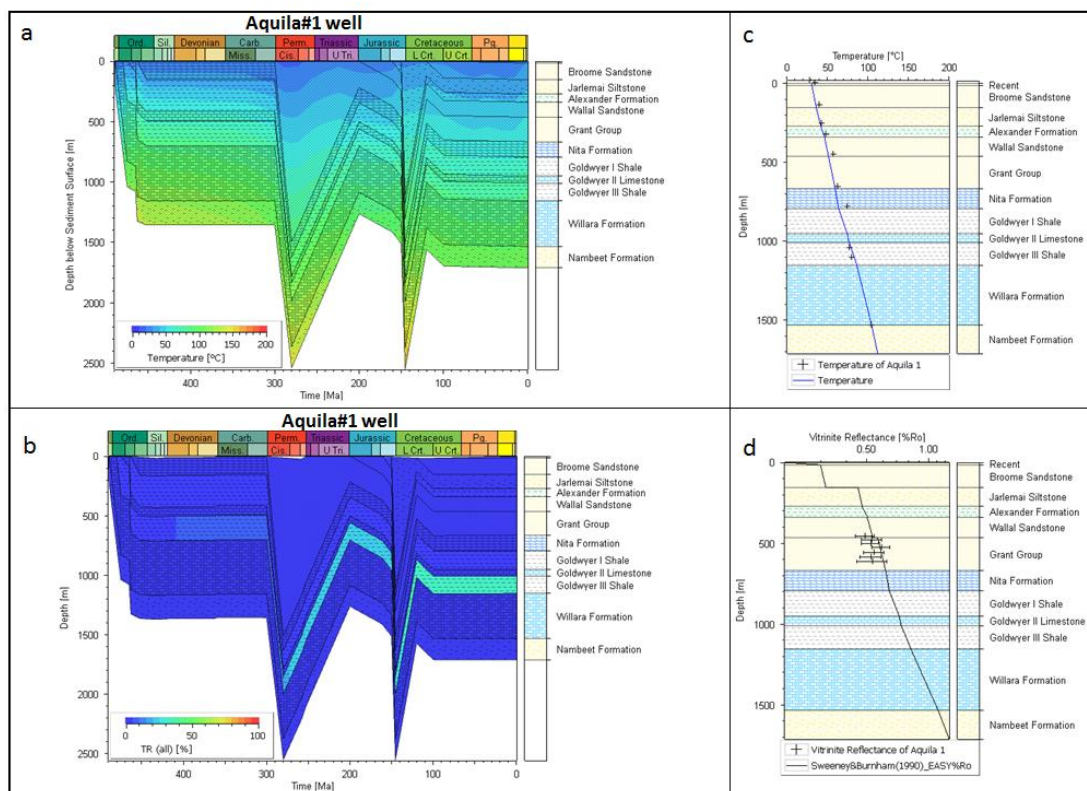 a
Aquila#1 well
Ord. Sil. Devonian Carb. Perm. Triassic Jurassic Cretaceous Pg.
Miss. Cis. U Tri. L Crt. U Crt.
Depth below Sediment Surface [m]
0
500
1000
1500
2000
2500
400 300 200 100 0
Time [Ma]
0 50 100 150 200
Temperature [°C]
Broome Sandstone
Jarlemai Siltstone
Alexander Formation
Wallal Sandstone
Grant Group
Nita Formation
Goldwyer I Shale
Goldwyer II Limestone
Goldwyer III Shale
Willara Formation
Nambeet Formation
c
Temperature [°C]
0 50 100 150 200
Depth [m]
0
500
1000
1500
Recent
Broome Sandstone
Jarlemai Siltstone
Alexander Formation
Wallal Sandstone
Grant Group
Nita Formation
Goldwyer I Shale
Goldwyer II Limestone
Goldwyer III Shale
Willara Formation
Nambeet Formation
Temperature of Aquila 1
Temperature
b
Aquila#1 well
Ord. Sil. Devonian Carb. Perm. Triassic Jurassic Cretaceous Pg.
Miss. Cis. U Tri. L Crt. U Crt.
Depth [m]
0
500
1000
1500
2000
2500
400 300 200 100 0
Time [Ma]
0 50 100
TR (all) [%]
Broome Sandstone
Jarlemai Siltstone
Alexander Formation
Wallal Sandstone
Grant Group
Nita Formation
Goldwyer I Shale
Goldwyer II Limestone
Goldwyer III Shale
Willara Formation
Nambeet Formation
d
Vitrinite Reflectance [%Ro]
0.50 1.00
Depth [m]
0
500
1000
1500
Recent
Broome Sandstone
Jarlemai Siltstone
Alexander Formation
Wallal Sandstone
Grant Group
Nita Formation
Goldwyer I Shale
Goldwyer II Limestone
Goldwyer III Shale
Willara Formation
Nambeet Formation
Vitrinite Reflectance of Aquila 1
Sweeney&Burnham(1990)_EASY%Ro